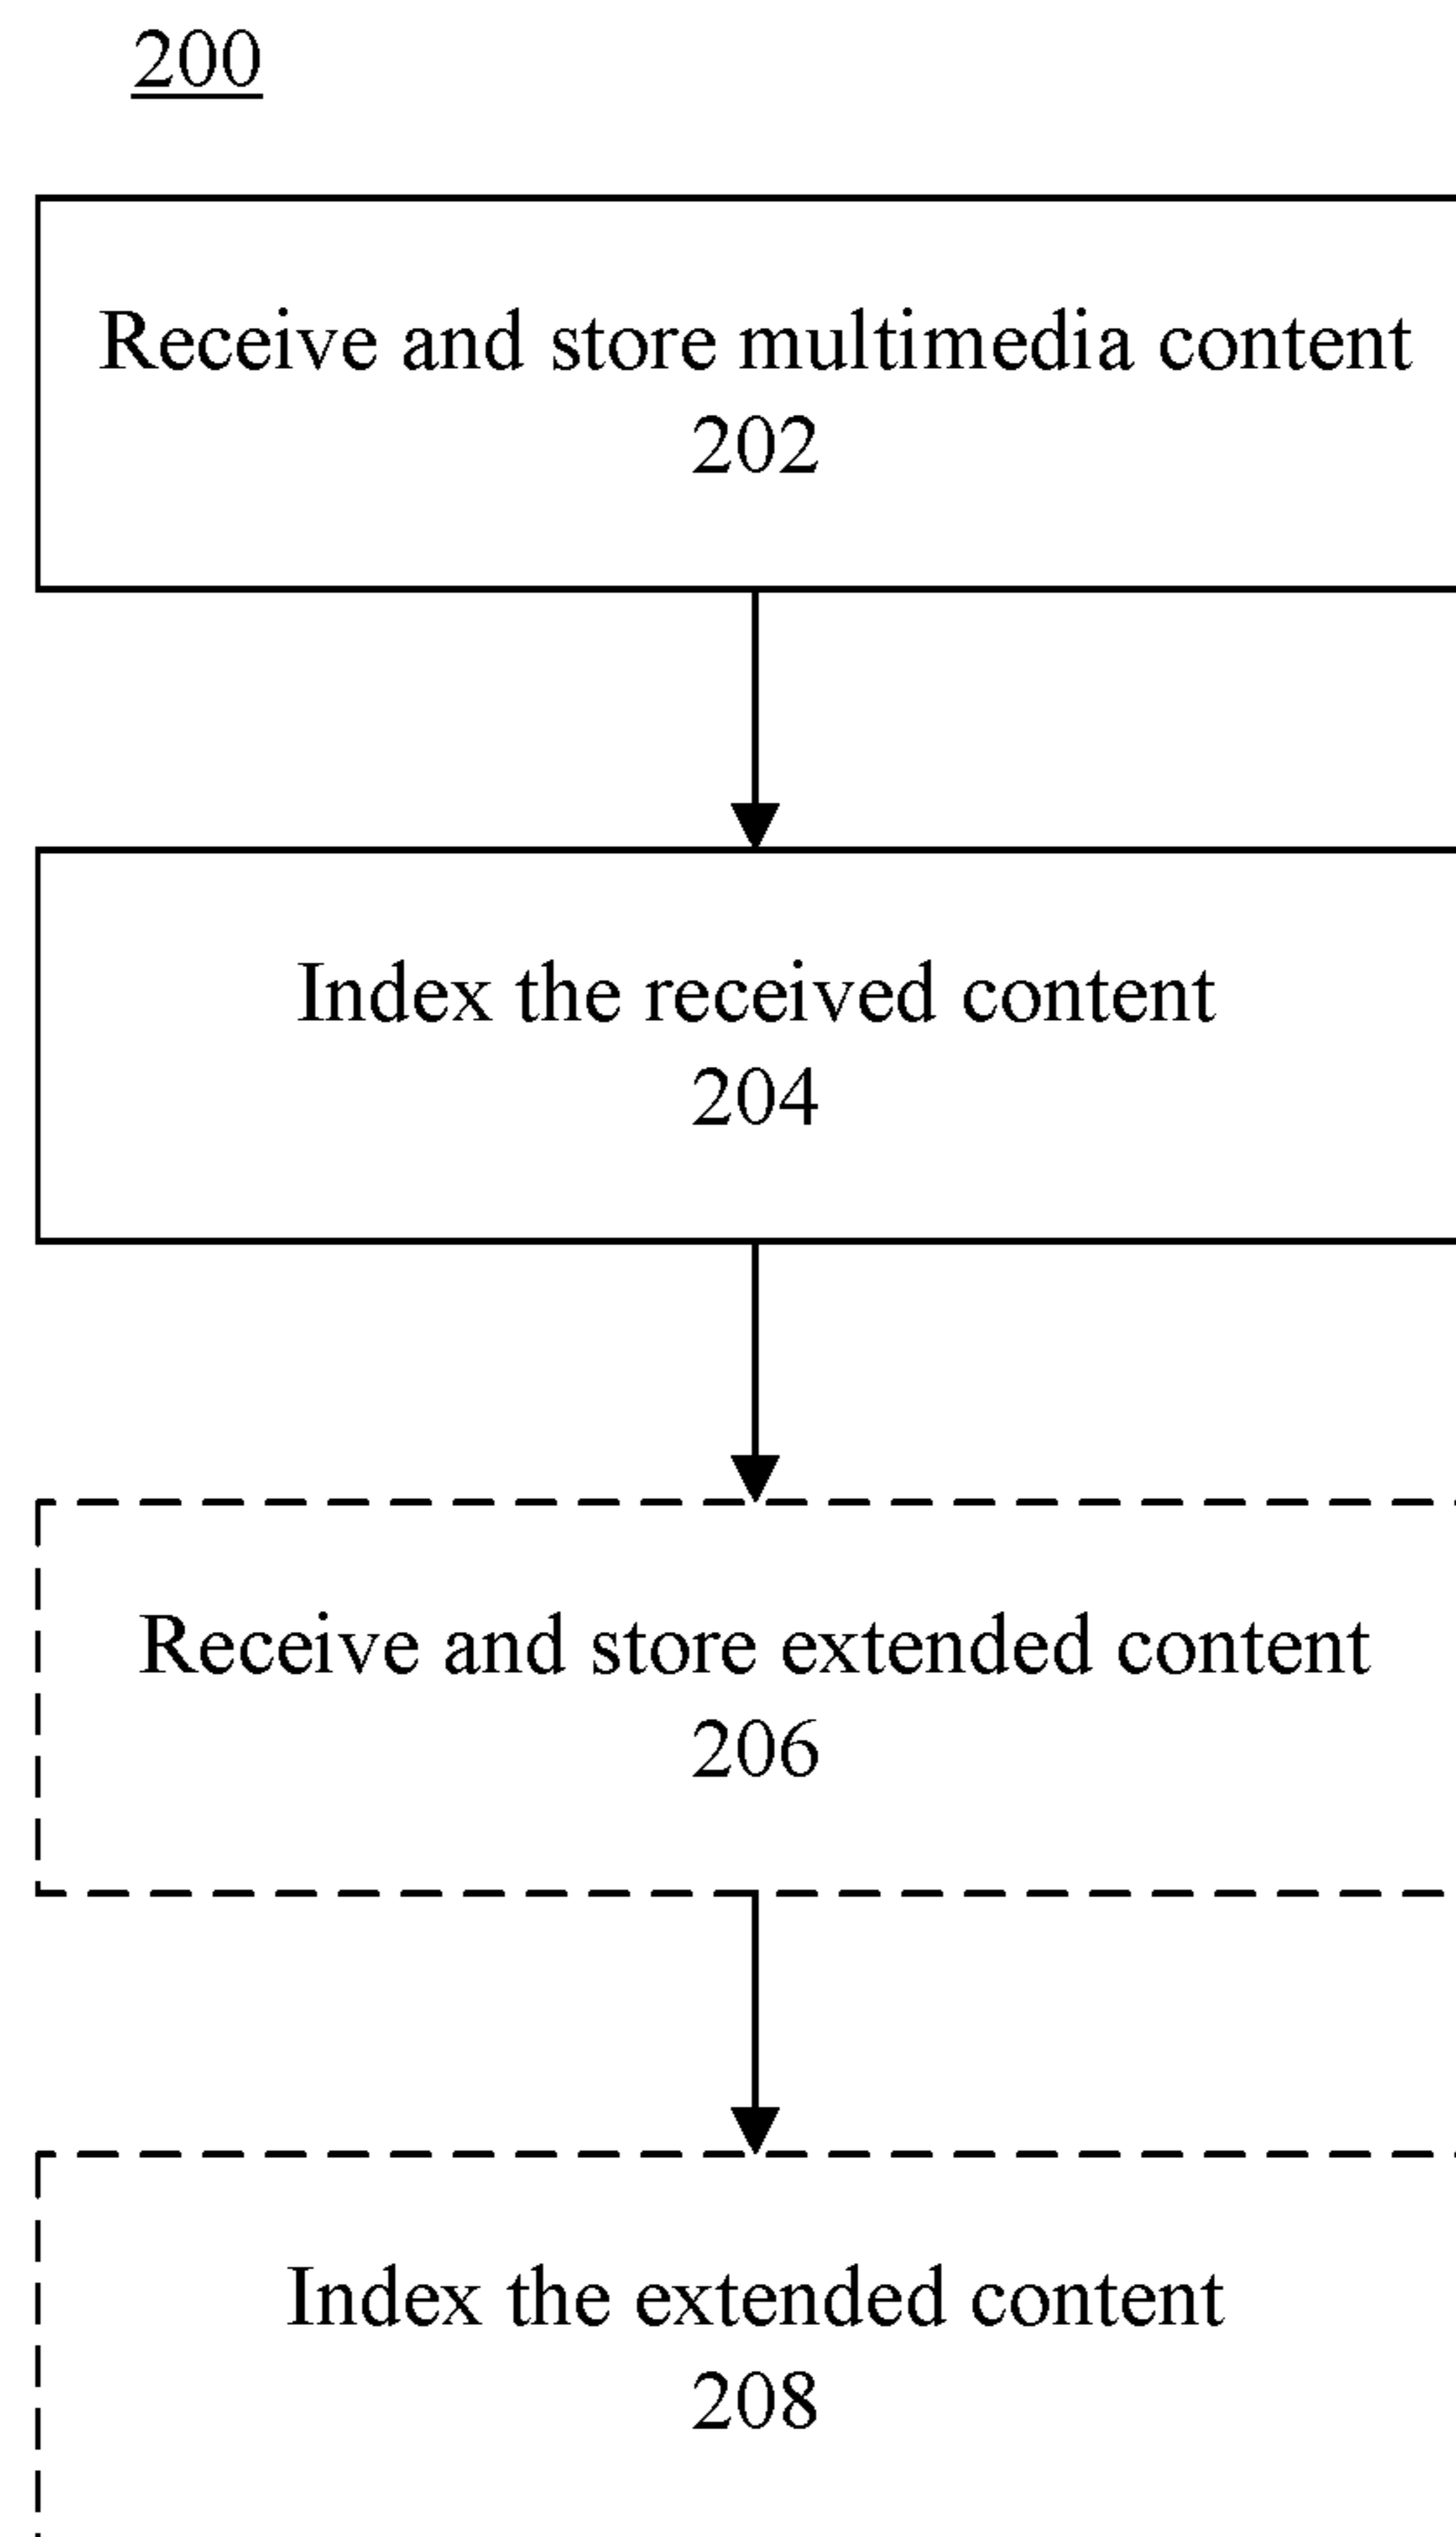 200
Receive and store multimedia content
202
Index the received content
204
Receive and store extended content
206
Index the extended content
208